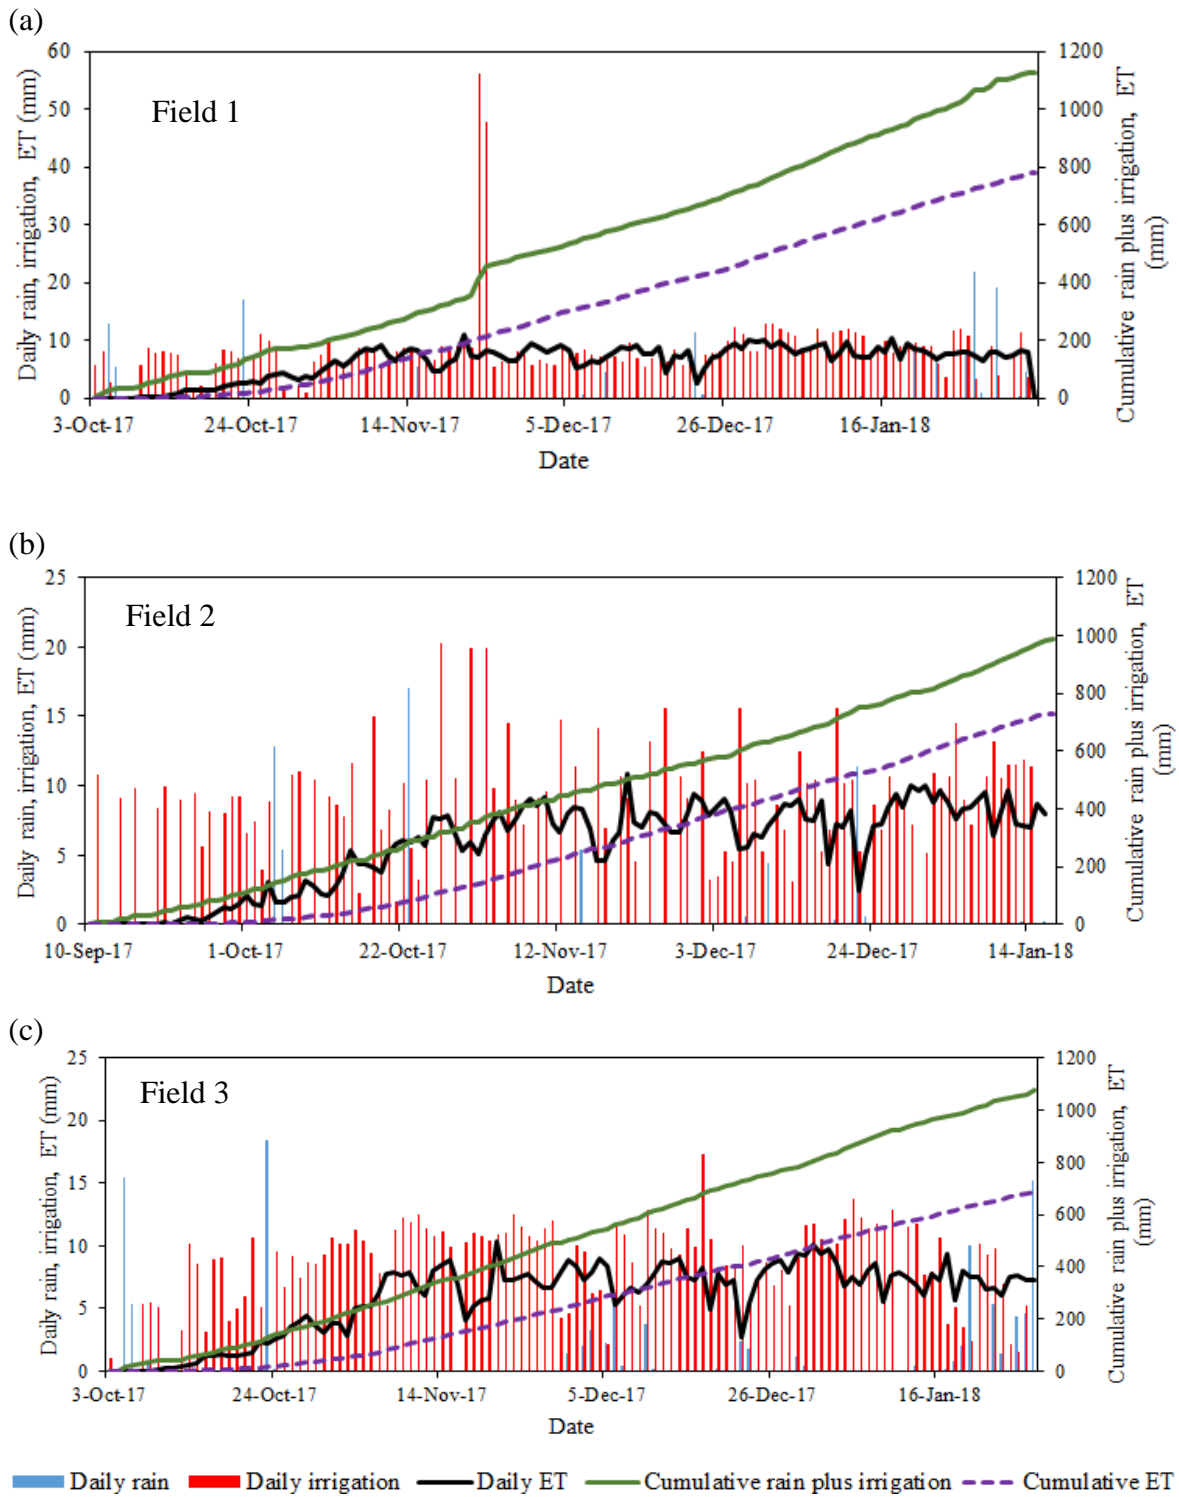 (a)
Field 1
Daily rain, irrigation, ET (mm)
60
50
40
30
20
10
0
1200
1000
800
600
400
200
0
Cumulative rain plus irrigation, ET
(mm)
3-Oct-17 24-Oct-17 14-Nov-17 5-Dec-17 26-Dec-17 16-Jan-18
Date
(b)
Field 2
Daily rain, irrigation, ET (mm)
25
20
15
10
5
0
1200
1000
800
600
400
200
0
Cumulative rain plus irrigation, ET
(mm)
10-Sep-17 1-Oct-17 22-Oct-17 12-Nov-17 3-Dec-17 24-Dec-17 14-Jan-18
Date
(c)
Field 3
Daily rain, irrigation, ET (mm)
25
20
15
10
5
0
1200
1000
800
600
400
200
0
Cumulative rain plus irrigation, ET
(mm)
3-Oct-17 24-Oct-17 14-Nov-17 5-Dec-17 26-Dec-17 16-Jan-18
Date
Daily rain Daily irrigation Daily ET Cumulative rain plus irrigation Cumulative ET